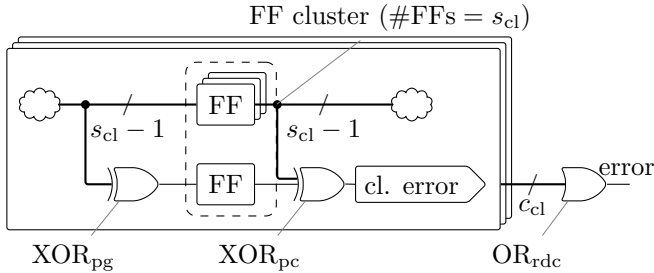 FF cluster (#FFs = s_cl)
FF
s_cl − 1
s_cl − 1
FF
cl. error
error
c_cl
XOR_pg
XOR_pc
OR_rdc